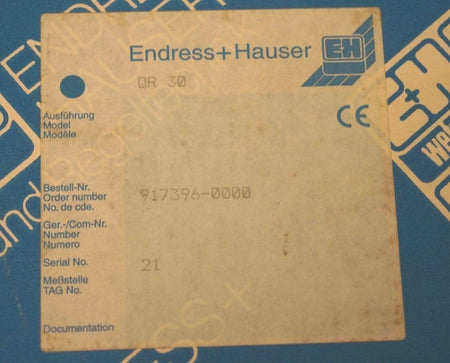 Endress+Hauser
E+H
QR 30
CE
Ausführung
Model
Modèle
Bestell-Nr.
Order number
No. de cde.
917396-0000
Ger.-/Com-Nr.
Number
Numero
Serial No.
21
Meßstelle
TAG No.
Documentation
E+H